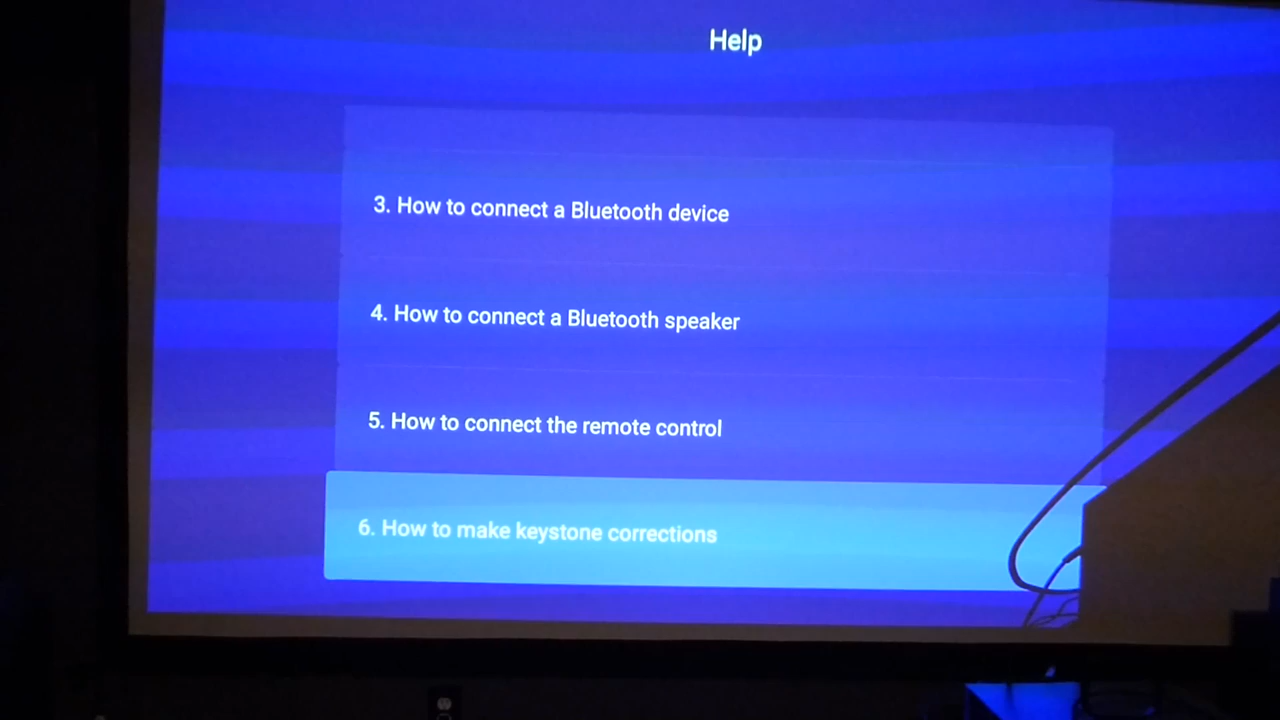 Help
3. How to connect a Bluetooth device
4. How to connect a Bluetooth speaker
5. How to connect the remote control
6. How to make keystone corrections